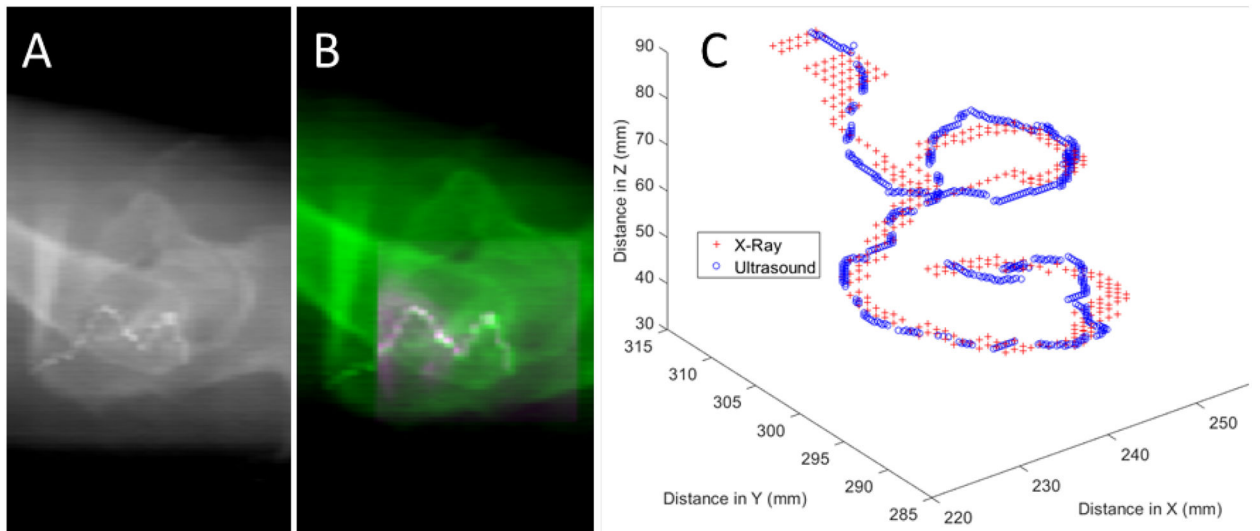 A
B
C
90
80
70
60
50
40
30
Distance in Z (mm)
+ X-Ray
o Ultrasound
315
310
305
300
295
290
285
Distance in Y (mm)
220
230
240
250
Distance in X (mm)